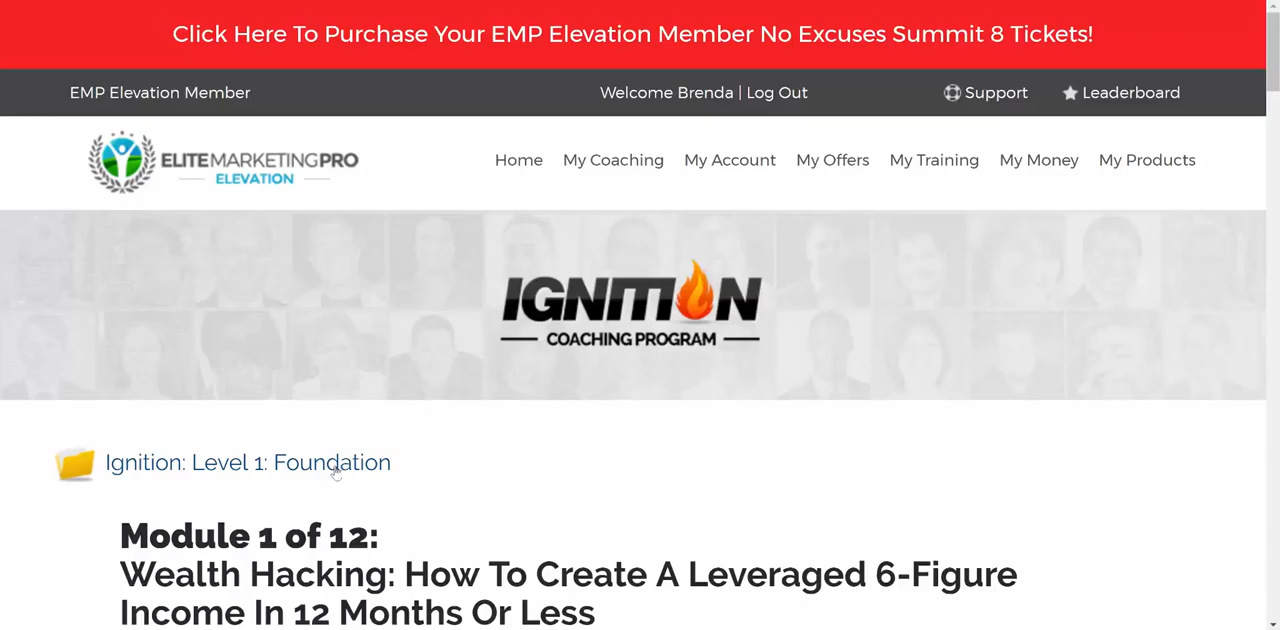 Click Here To Purchase Your EMP Elevation Member No Excuses Summit 8 Tickets!
EMP Elevation Member
Welcome Brenda | Log Out
Support
Leaderboard
ELITEMARKETINGPRO
ELEVATION
Home
My Coaching
My Account
My Offers
My Training
My Money
My Products
IGNITION
COACHING PROGRAM
Ignition: Level 1: Foundation
Module 1 of 12:
Wealth Hacking: How To Create A Leveraged 6-Figure
Income In 12 Months Or Less